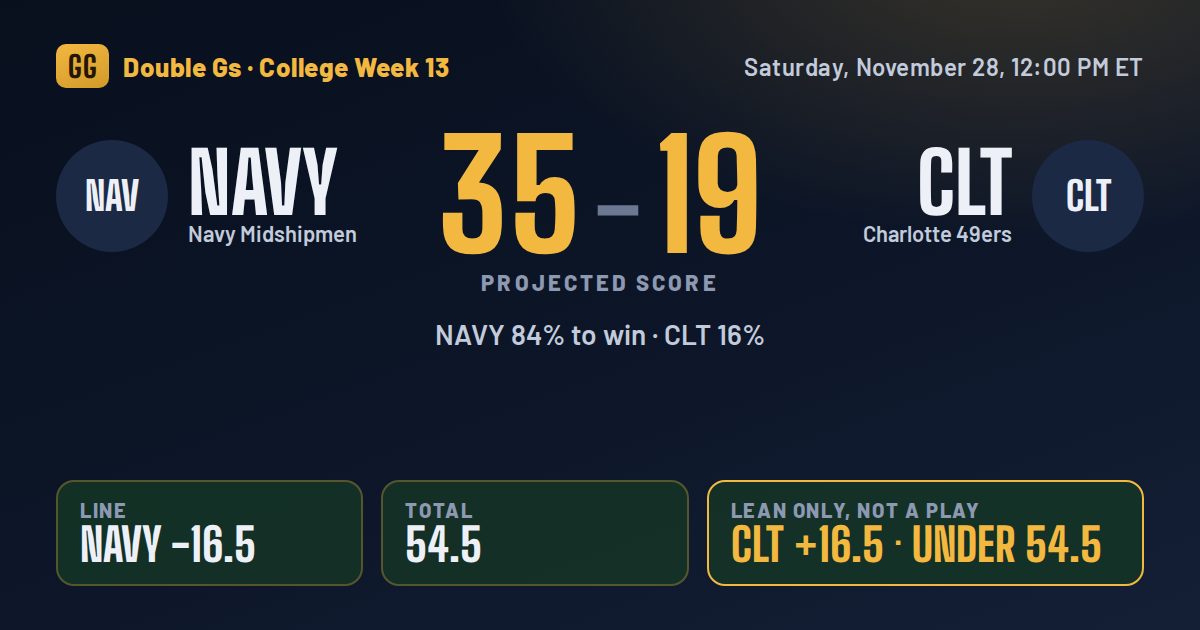 GG Double Gs · College Week 13
Saturday, November 28, 12:00 PM ET
NAV
NAVY
Navy Midshipmen
35 – 19
PROJECTED SCORE
NAVY 84% to win · CLT 16%
CLT
Charlotte 49ers
CLT
LINE
NAVY −16.5
TOTAL
54.5
LEAN ONLY, NOT A PLAY
CLT +16.5 · UNDER 54.5